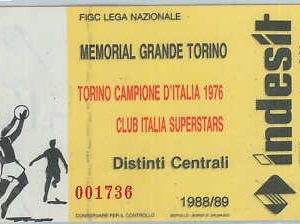 FIGC LEGA NAZIONALE
MEMORIAL GRANDE TORINO
TORINO CAMPIONE D'ITALIA 1976
CLUB ITALIA SUPERSTARS
Distinti Centrali
001736
1988/89
CONSERVARE PER IL CONTROLLO
indesit